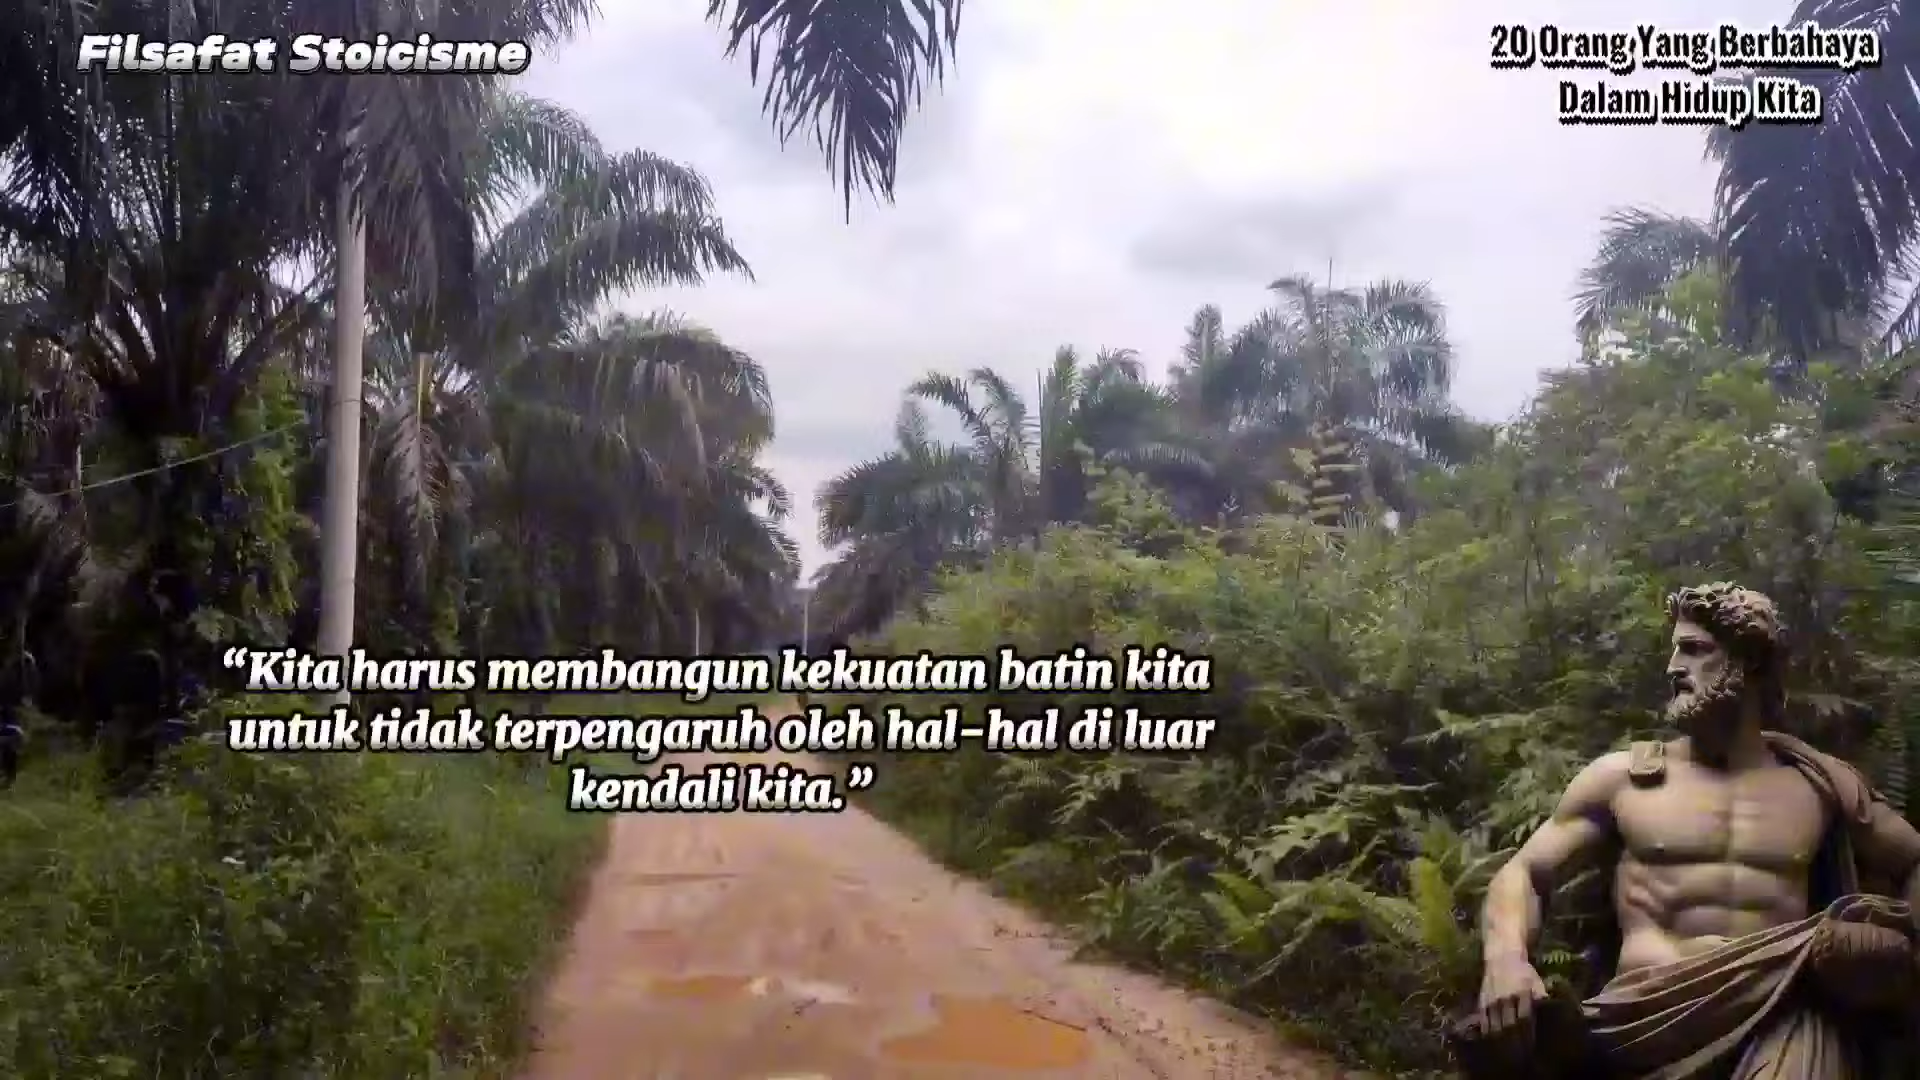 Filsafat Stoicisme
20 Orang Yang Berbahaya
Dalam Hidup Kita
“Kita harus membangun kekuatan batin kita
untuk tidak terpengaruh oleh hal-hal di luar
kendali kita.”